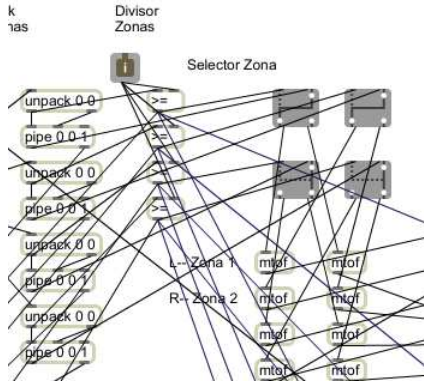 k
nas
Divisor
Zonas
i
Selector Zona
unpack 0 0
>=
pipe 0 0 1
>=
unpack 0 0
>=
pipe 0 0 1
>=
unpack 0 0
L-- Zona 1
mtof
mtof
pipe 0 0 1
R-- Zona 2
mtof
mtof
unpack 0 0
mtof
mtof
pipe 0 0 1
mtof
mtof